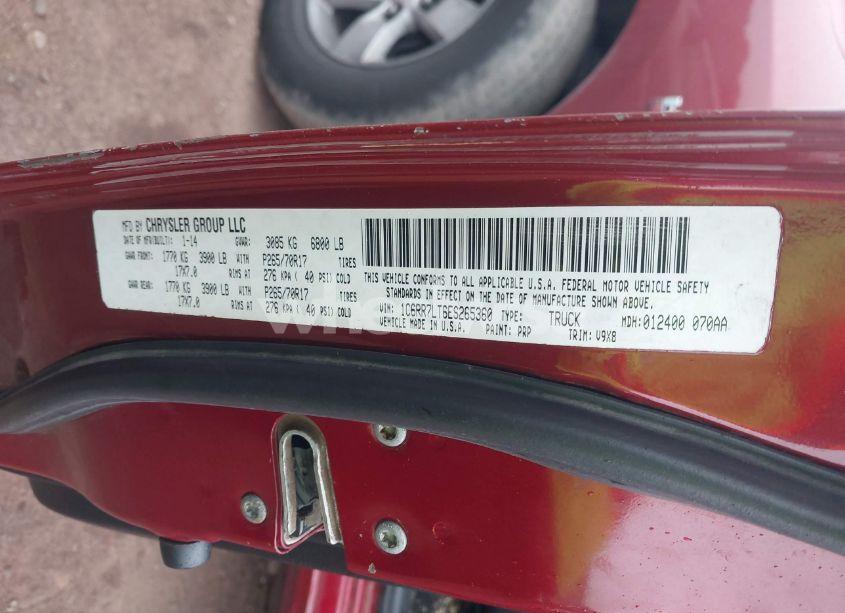 MFD BY CHRYSLER GROUP LLC
DATE OF MFG(BUILT): 1-14 GVWR: 3085 KG 6800 LB
GAWR FRONT: 1770 KG 3900 LB WITH P265/70R17 TIRES
17X7.0 RIMS AT 276 KPA ( 40 PSI) COLD
GAWR REAR: 1770 KG 3900 LB WITH P265/70R17 TIRES
17X7.0 RIMS AT 276 KPA ( 40 PSI) COLD
THIS VEHICLE CONFORMS TO ALL APPLICABLE U.S.A. FEDERAL MOTOR VEHICLE SAFETY
STANDARDS IN EFFECT ON THE DATE OF MANUFACTURE SHOWN ABOVE.
VIN: 1C6RR7LT6ES265360 TYPE: TRUCK MDH:012400 070AA
VEHICLE MADE IN U.S.A. PAINT: PRP TRIM: V9X8